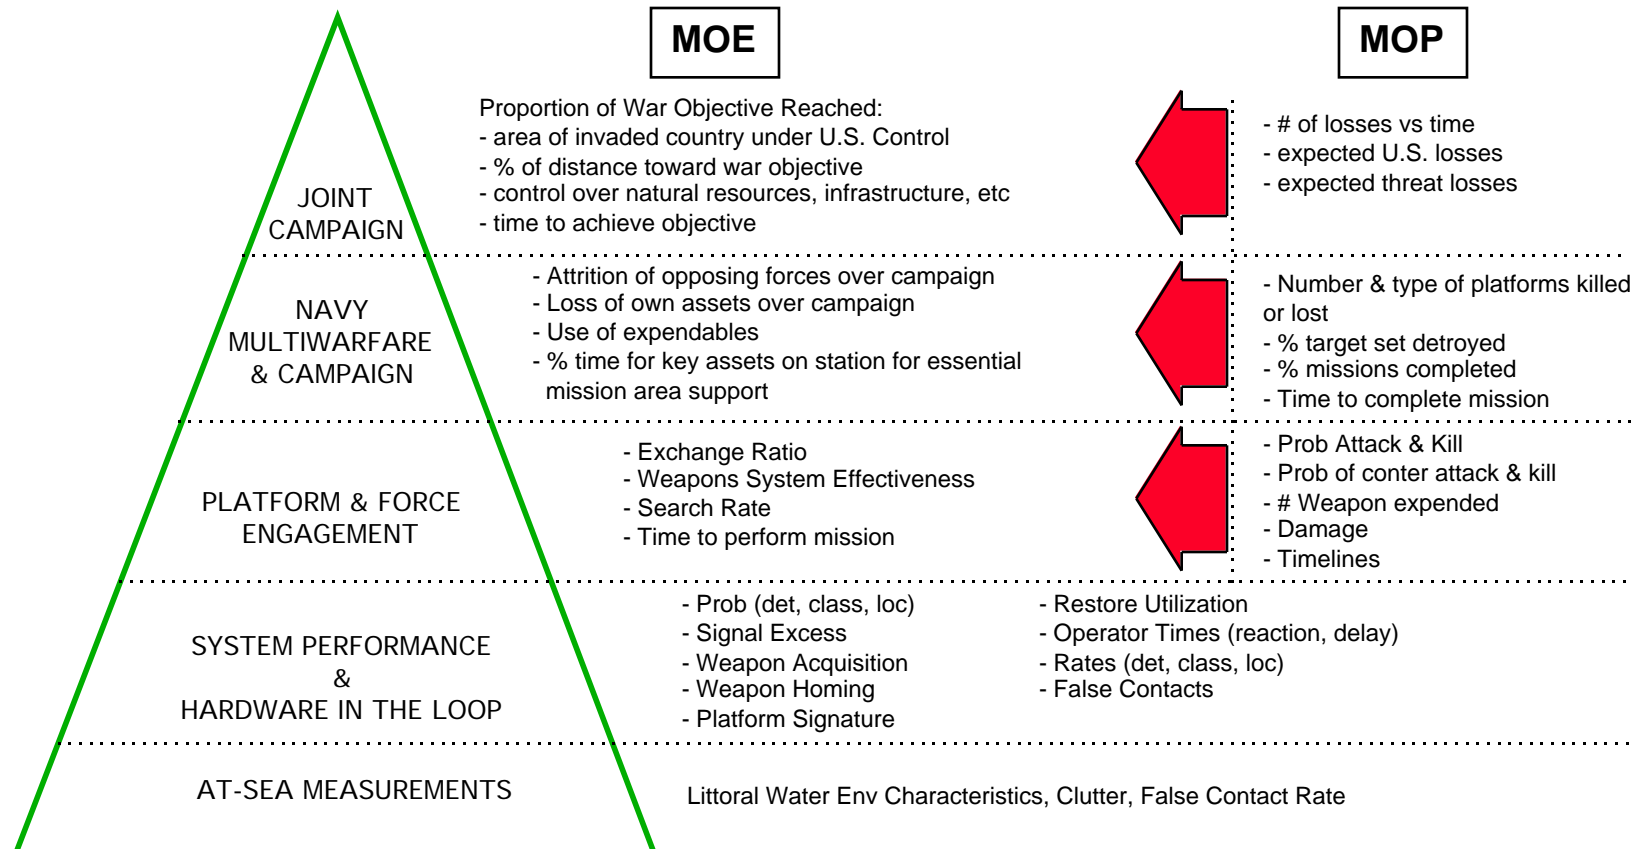 MOE
MOP
JOINT
CAMPAIGN
Proportion of War Objective Reached:
- area of invaded country under U.S. Control
- % of distance toward war objective
- control over natural resources, infrastructure, etc
- time to achieve objective
- # of losses vs time
- expected U.S. losses
- expected threat losses
NAVY
MULTIWARFARE
& CAMPAIGN
- Attrition of opposing forces over campaign
- Loss of own assets over campaign
- Use of expendables
- % time for key assets on station for essential
mission area support
- Number & type of platforms killed
or lost
- % target set detroyed
- % missions completed
- Time to complete mission
PLATFORM & FORCE
ENGAGEMENT
- Exchange Ratio
- Weapons System Effectiveness
- Search Rate
- Time to perform mission
- Prob Attack & Kill
- Prob of conter attack & kill
- # Weapon expended
- Damage
- Timelines
SYSTEM PERFORMANCE
&
HARDWARE IN THE LOOP
- Prob (det, class, loc)
- Signal Excess
- Weapon Acquisition
- Weapon Homing
- Platform Signature
- Restore Utilization
- Operator Times (reaction, delay)
- Rates (det, class, loc)
- False Contacts
AT-SEA MEASUREMENTS
Littoral Water Env Characteristics, Clutter, False Contact Rate